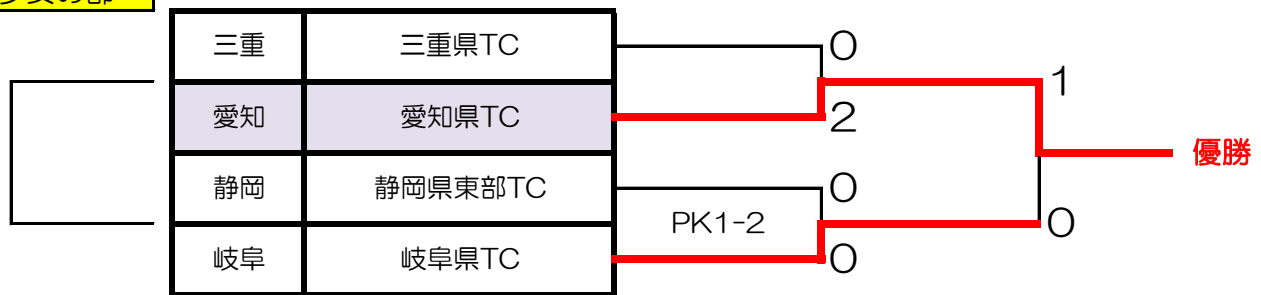 三重 三重県TC 0
1
愛知 愛知県TC 2
優勝
静岡 静岡県東部TC 0
PK1-2 0
岐阜 岐阜県TC 0